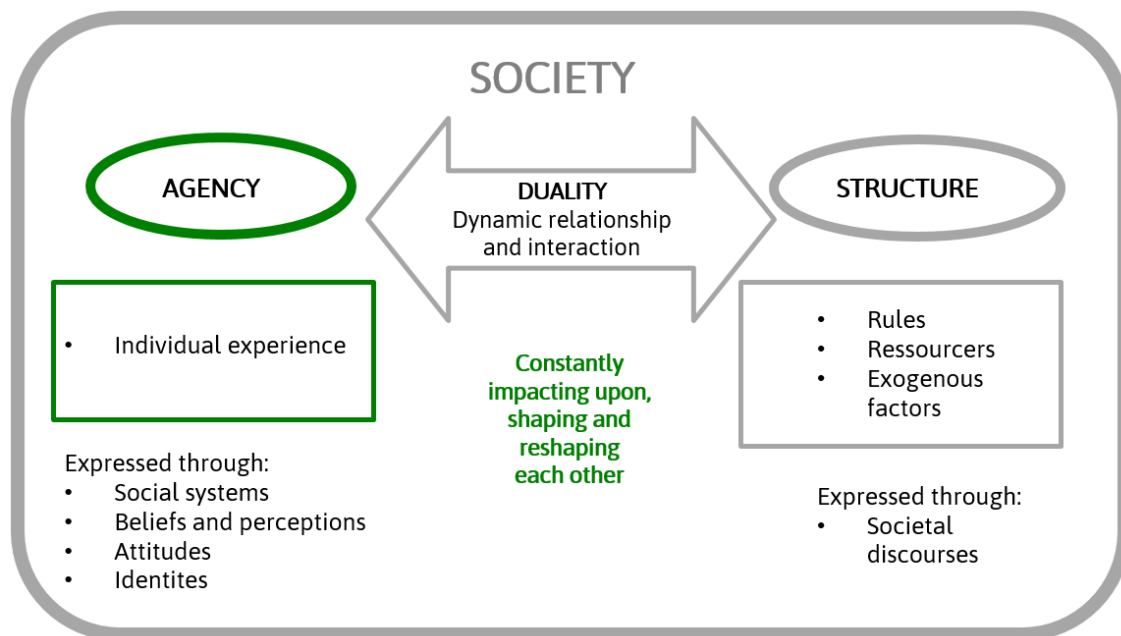 SOCIETY
AGENCY
DUALITY
Dynamic relationship
and interaction
STRUCTURE
• Individual experience
Constantly
impacting upon,
shaping and
reshaping
each other
• Rules
• Ressourcers
• Exogenous
factors
Expressed through:
• Social systems
• Beliefs and perceptions
• Attitudes
• Identites
Expressed through:
• Societal
discourses